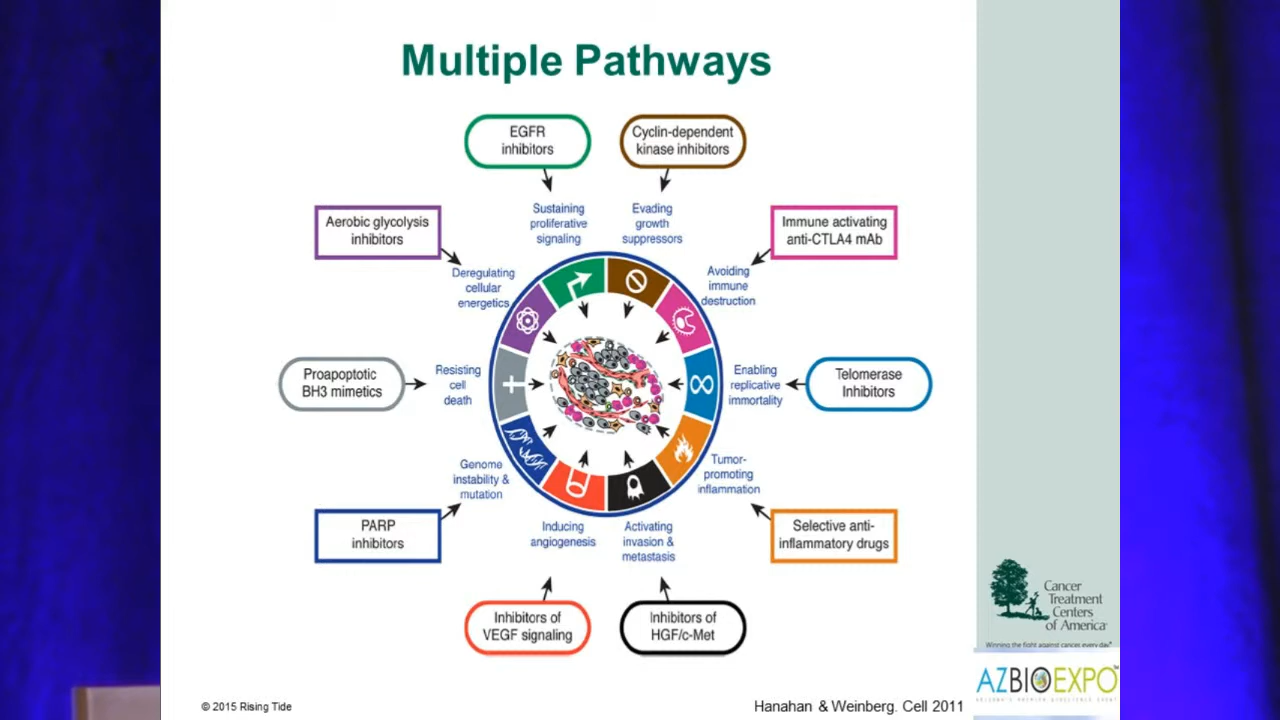 Multiple Pathways
EGFR
inhibitors
Cyclin-dependent
kinase inhibitors
Aerobic glycolysis
inhibitors
Sustaining
proliferative
signaling
Evading
growth
suppressors
Immune activating
anti-CTLA4 mAb
Deregulating
cellular
energetics
Avoiding
immune
destruction
Proapoptotic
BH3 mimetics
Resisting
cell
death
Enabling
replicative
immortality
Telomerase
Inhibitors
Genome
instability &
mutation
Tumor-
promoting
inflammation
PARP
inhibitors
Inducing
angiogenesis
Activating
invasion &
metastasis
Selective anti-
inflammatory drugs
Inhibitors of
VEGF signaling
Inhibitors of
HGF/c-Met
Cancer
Treatment
Centers
of America
Winning the fight against cancer every day
AZBIOEXPO
© 2015 Rising Tide
Hanahan & Weinberg. Cell 2011